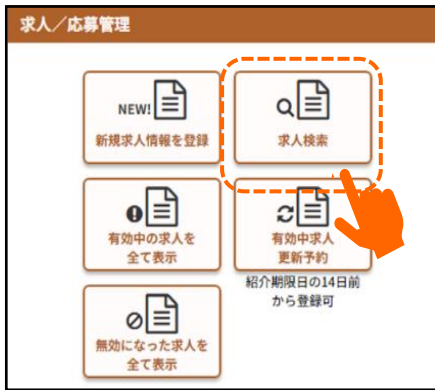 求人／応募管理
NEW!
新規求人情報を登録
求人検索
有効中の求人を
全て表示
有効中求人
更新予約
紹介期限日の14日前
から登録可
無効になった求人を
全て表示